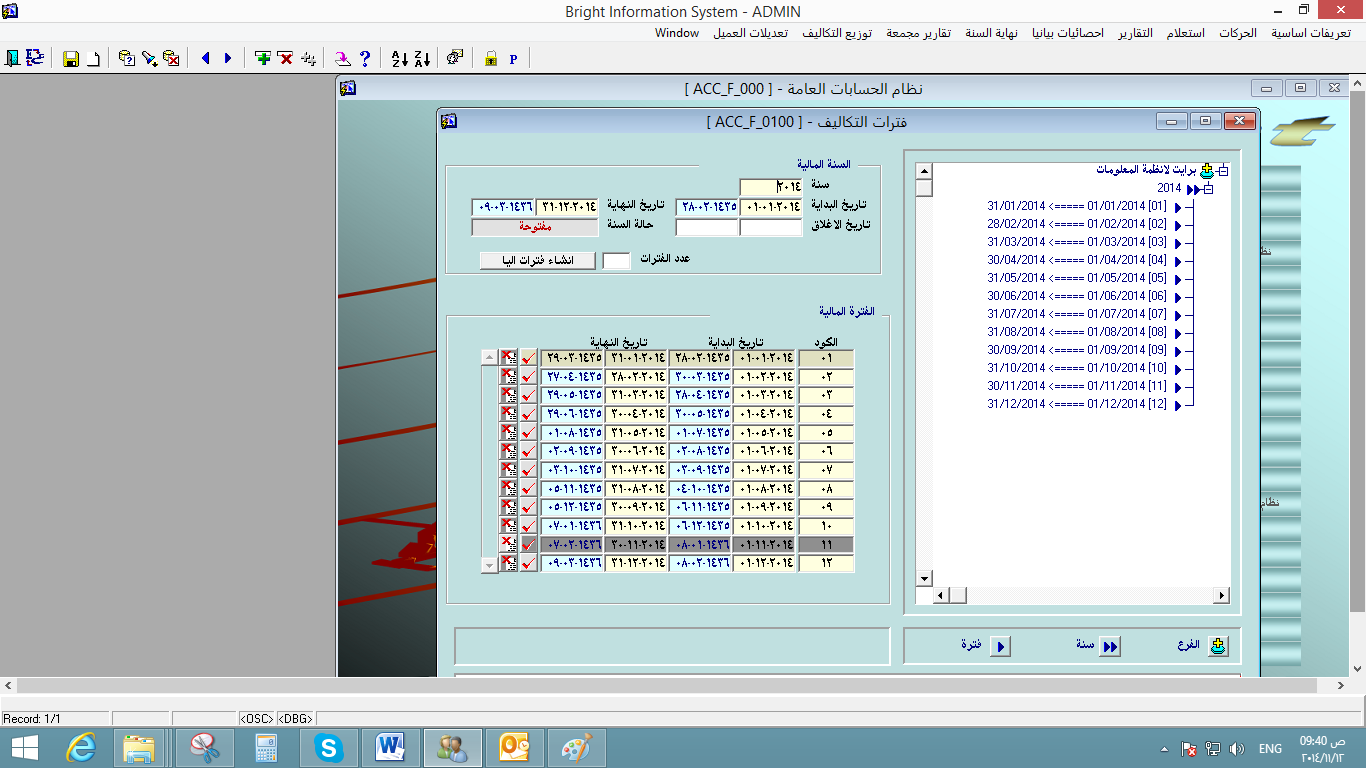 Bright Information System - ADMIN
تعريفات اساسية الحركات استعلام التقارير احصائيات بيانيا نهاية السنة تقارير مجمعة توزيع التكاليف تعديلات العميل Window
نظام الحسابات العامة - [ ACC_F_000 ]
فترات التكاليف - [ ACC_F_0100 ]
برايت لانظمة المعلومات
2014
31/01/2014 <===== 01/01/2014 [01]
28/02/2014 <===== 01/02/2014 [02]
31/03/2014 <===== 01/03/2014 [03]
30/04/2014 <===== 01/04/2014 [04]
31/05/2014 <===== 01/05/2014 [05]
30/06/2014 <===== 01/06/2014 [06]
31/07/2014 <===== 01/07/2014 [07]
31/08/2014 <===== 01/08/2014 [08]
30/09/2014 <===== 01/09/2014 [09]
31/10/2014 <===== 01/10/2014 [10]
30/11/2014 <===== 01/11/2014 [11]
31/12/2014 <===== 01/12/2014 [12]
الفرع سنة فترة
السنة المالية
سنة ٢٠١٤
تاريخ البداية ٠١-٠١-٢٠١٤ ٢٨-٠٢-١٤٣٥ تاريخ النهاية ٣١-١٢-٢٠١٤ ٠٩-٠٣-١٤٣٦
تاريخ الاغلاق حالة السنة مفتوحة
عدد الفترات انشاء فترات اليا
الفترة المالية
الكود تاريخ البداية تاريخ النهاية
٠١ ٠١-٠١-٢٠١٤ ٢٨-٠٢-١٤٣٥ ٣١-٠١-٢٠١٤ ٢٩-٠٣-١٤٣٥
٠٢ ٠١-٠٢-٢٠١٤ ٣٠-٠٣-١٤٣٥ ٢٨-٠٢-٢٠١٤ ٢٧-٠٤-١٤٣٥
٠٣ ٠١-٠٣-٢٠١٤ ٢٨-٠٤-١٤٣٥ ٣١-٠٣-٢٠١٤ ٢٩-٠٥-١٤٣٥
٠٤ ٠١-٠٤-٢٠١٤ ٣٠-٠٥-١٤٣٥ ٣٠-٠٤-٢٠١٤ ٢٩-٠٦-١٤٣٥
٠٥ ٠١-٠٥-٢٠١٤ ٠١-٠٧-١٤٣٥ ٣١-٠٥-٢٠١٤ ٠١-٠٨-١٤٣٥
٠٦ ٠١-٠٦-٢٠١٤ ٠٢-٠٨-١٤٣٥ ٣٠-٠٦-٢٠١٤ ٠٢-٠٩-١٤٣٥
٠٧ ٠١-٠٧-٢٠١٤ ٠٣-٠٩-١٤٣٥ ٣١-٠٧-٢٠١٤ ٠٣-١٠-١٤٣٥
٠٨ ٠١-٠٨-٢٠١٤ ٠٤-١٠-١٤٣٥ ٣١-٠٨-٢٠١٤ ٠٥-١١-١٤٣٥
٠٩ ٠١-٠٩-٢٠١٤ ٠٦-١١-١٤٣٥ ٣٠-٠٩-٢٠١٤ ٠٥-١٢-١٤٣٥
١٠ ٠١-١٠-٢٠١٤ ٠٦-١٢-١٤٣٥ ٣١-١٠-٢٠١٤ ٠٧-٠١-١٤٣٦
١١ ٠١-١١-٢٠١٤ ٠٨-٠١-١٤٣٦ ٣٠-١١-٢٠١٤ ٠٧-٠٢-١٤٣٦
١٢ ٠١-١٢-٢٠١٤ ٠٨-٠٢-١٤٣٦ ٣١-١٢-٢٠١٤ ٠٩-٠٣-١٤٣٦
نظام
Record: 1/1 <OSC> <DBG>
ENG
ص 09:40
٢٠١٤/١١/١٢